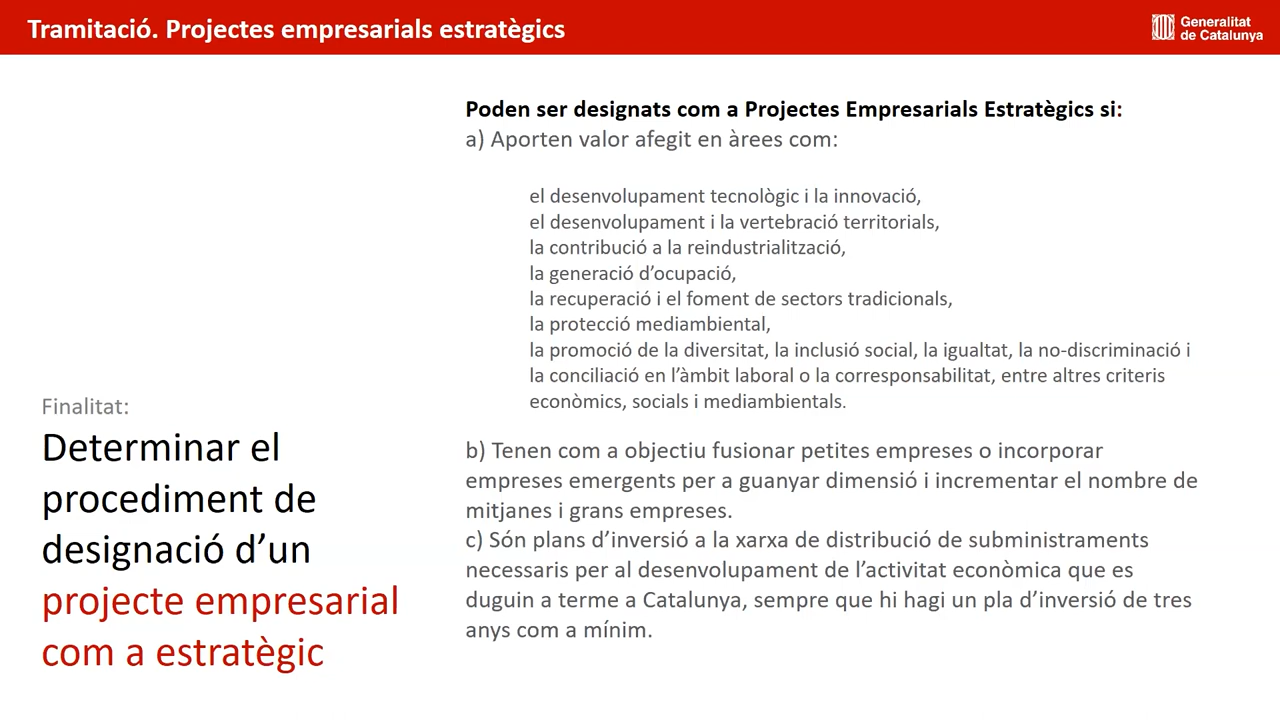 Tramitació. Projectes empresarials estratègics
Generalitat
de Catalunya
Finalitat:
Determinar el
procediment de
designació d’un
projecte empresarial
com a estratègic
Poden ser designats com a Projectes Empresarials Estratègics si:
a) Aporten valor afegit en àrees com:
el desenvolupament tecnològic i la innovació,
el desenvolupament i la vertebració territorials,
la contribució a la reindustrialització,
la generació d’ocupació,
la recuperació i el foment de sectors tradicionals,
la protecció mediambiental,
la promoció de la diversitat, la inclusió social, la igualtat, la no-discriminació i
la conciliació en l’àmbit laboral o la corresponsabilitat, entre altres criteris
econòmics, socials i mediambientals.
b) Tenen com a objectiu fusionar petites empreses o incorporar
empreses emergents per a guanyar dimensió i incrementar el nombre de
mitjanes i grans empreses.
c) Són plans d’inversió a la xarxa de distribució de subministraments
necessaris per al desenvolupament de l’activitat econòmica que es
duguin a terme a Catalunya, sempre que hi hagi un pla d’inversió de tres
anys com a mínim.